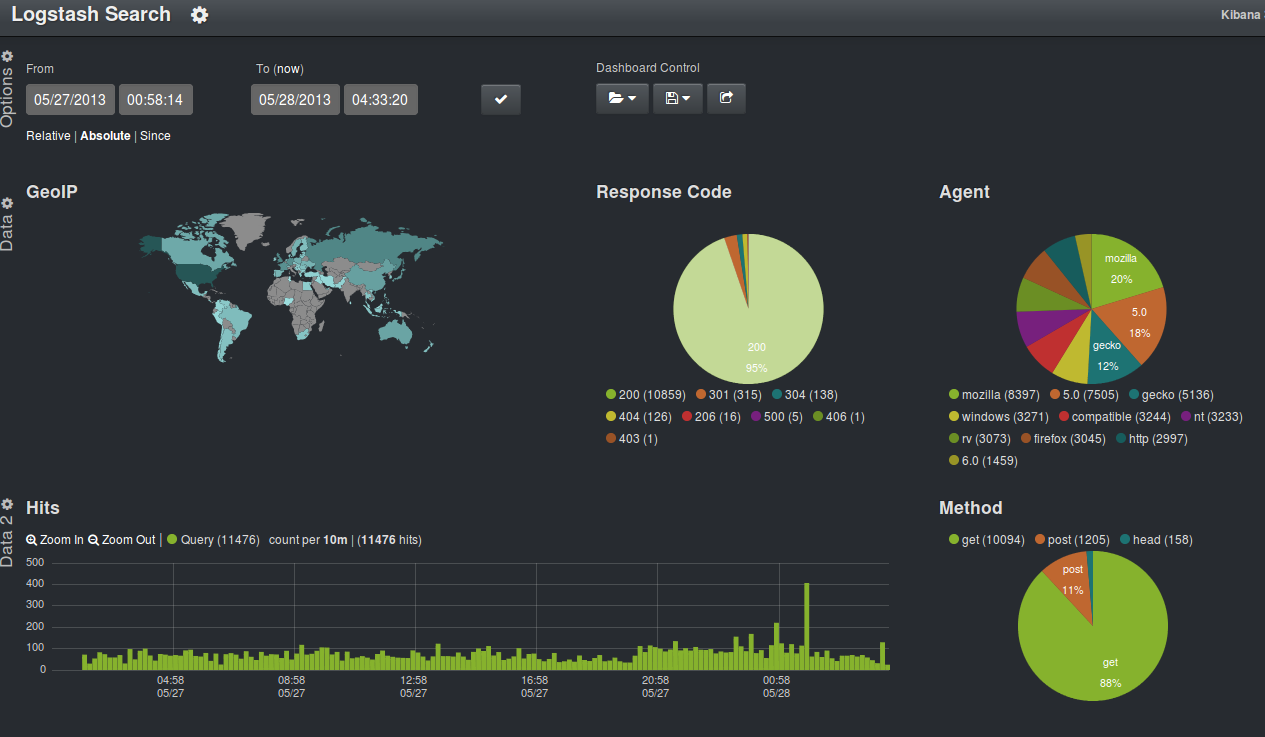 Logstash Search
Kibana
Options
From
To (now)
05/27/2013 00:58:14
05/28/2013 04:33:20
Relative | Absolute | Since
Dashboard Control
Data
GeoIP
Response Code
200
95%
200 (10859) 301 (315) 304 (138)
404 (126) 206 (16) 500 (5) 406 (1)
403 (1)
Agent
mozilla
20%
5.0
18%
gecko
12%
mozilla (8397) 5.0 (7505) gecko (5136)
windows (3271) compatible (3244) nt (3233)
rv (3073) firefox (3045) http (2997)
6.0 (1459)
Data 2
Hits
Zoom In Zoom Out | Query (11476) count per 10m | (11476 hits)
500
400
300
200
100
0
04:58 08:58 12:58 16:58 20:58 00:58
05/27 05/27 05/27 05/27 05/27 05/28
Method
get (10094) post (1205) head (158)
post
11%
get
88%